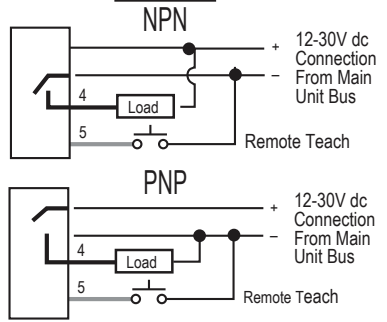 NPN
+
12-30V dc
Connection
From Main
Unit Bus
–
4
Load
5
Remote Teach
PNP
+
12-30V dc
Connection
From Main
Unit Bus
–
4
Load
5
Remote Teach